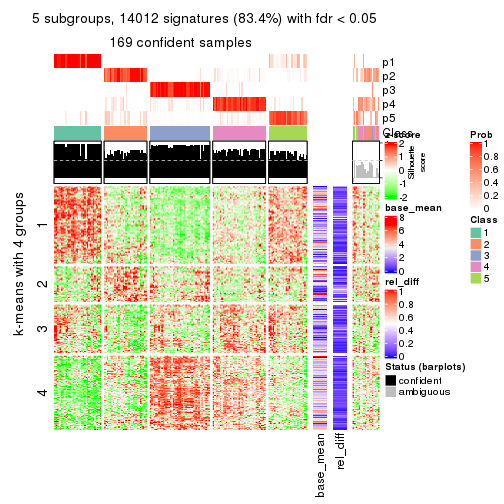 5 subgroups, 14012 signatures (83.4%) with fdr < 0.05
169 confident samples
p1
p2
p3
p4
p5
Class
z-score
2
1
0
-1
-2
Silhouette
score
Prob
1
0.8
0.6
0.4
0.2
0
base_mean
8
6
4
2
0
Class
1
2
3
4
5
rel_diff
1
0.8
0.6
0.4
0.2
0
Status (barplots)
confident
ambiguous
k-means with 4 groups
1
2
3
4
base_mean
rel_diff